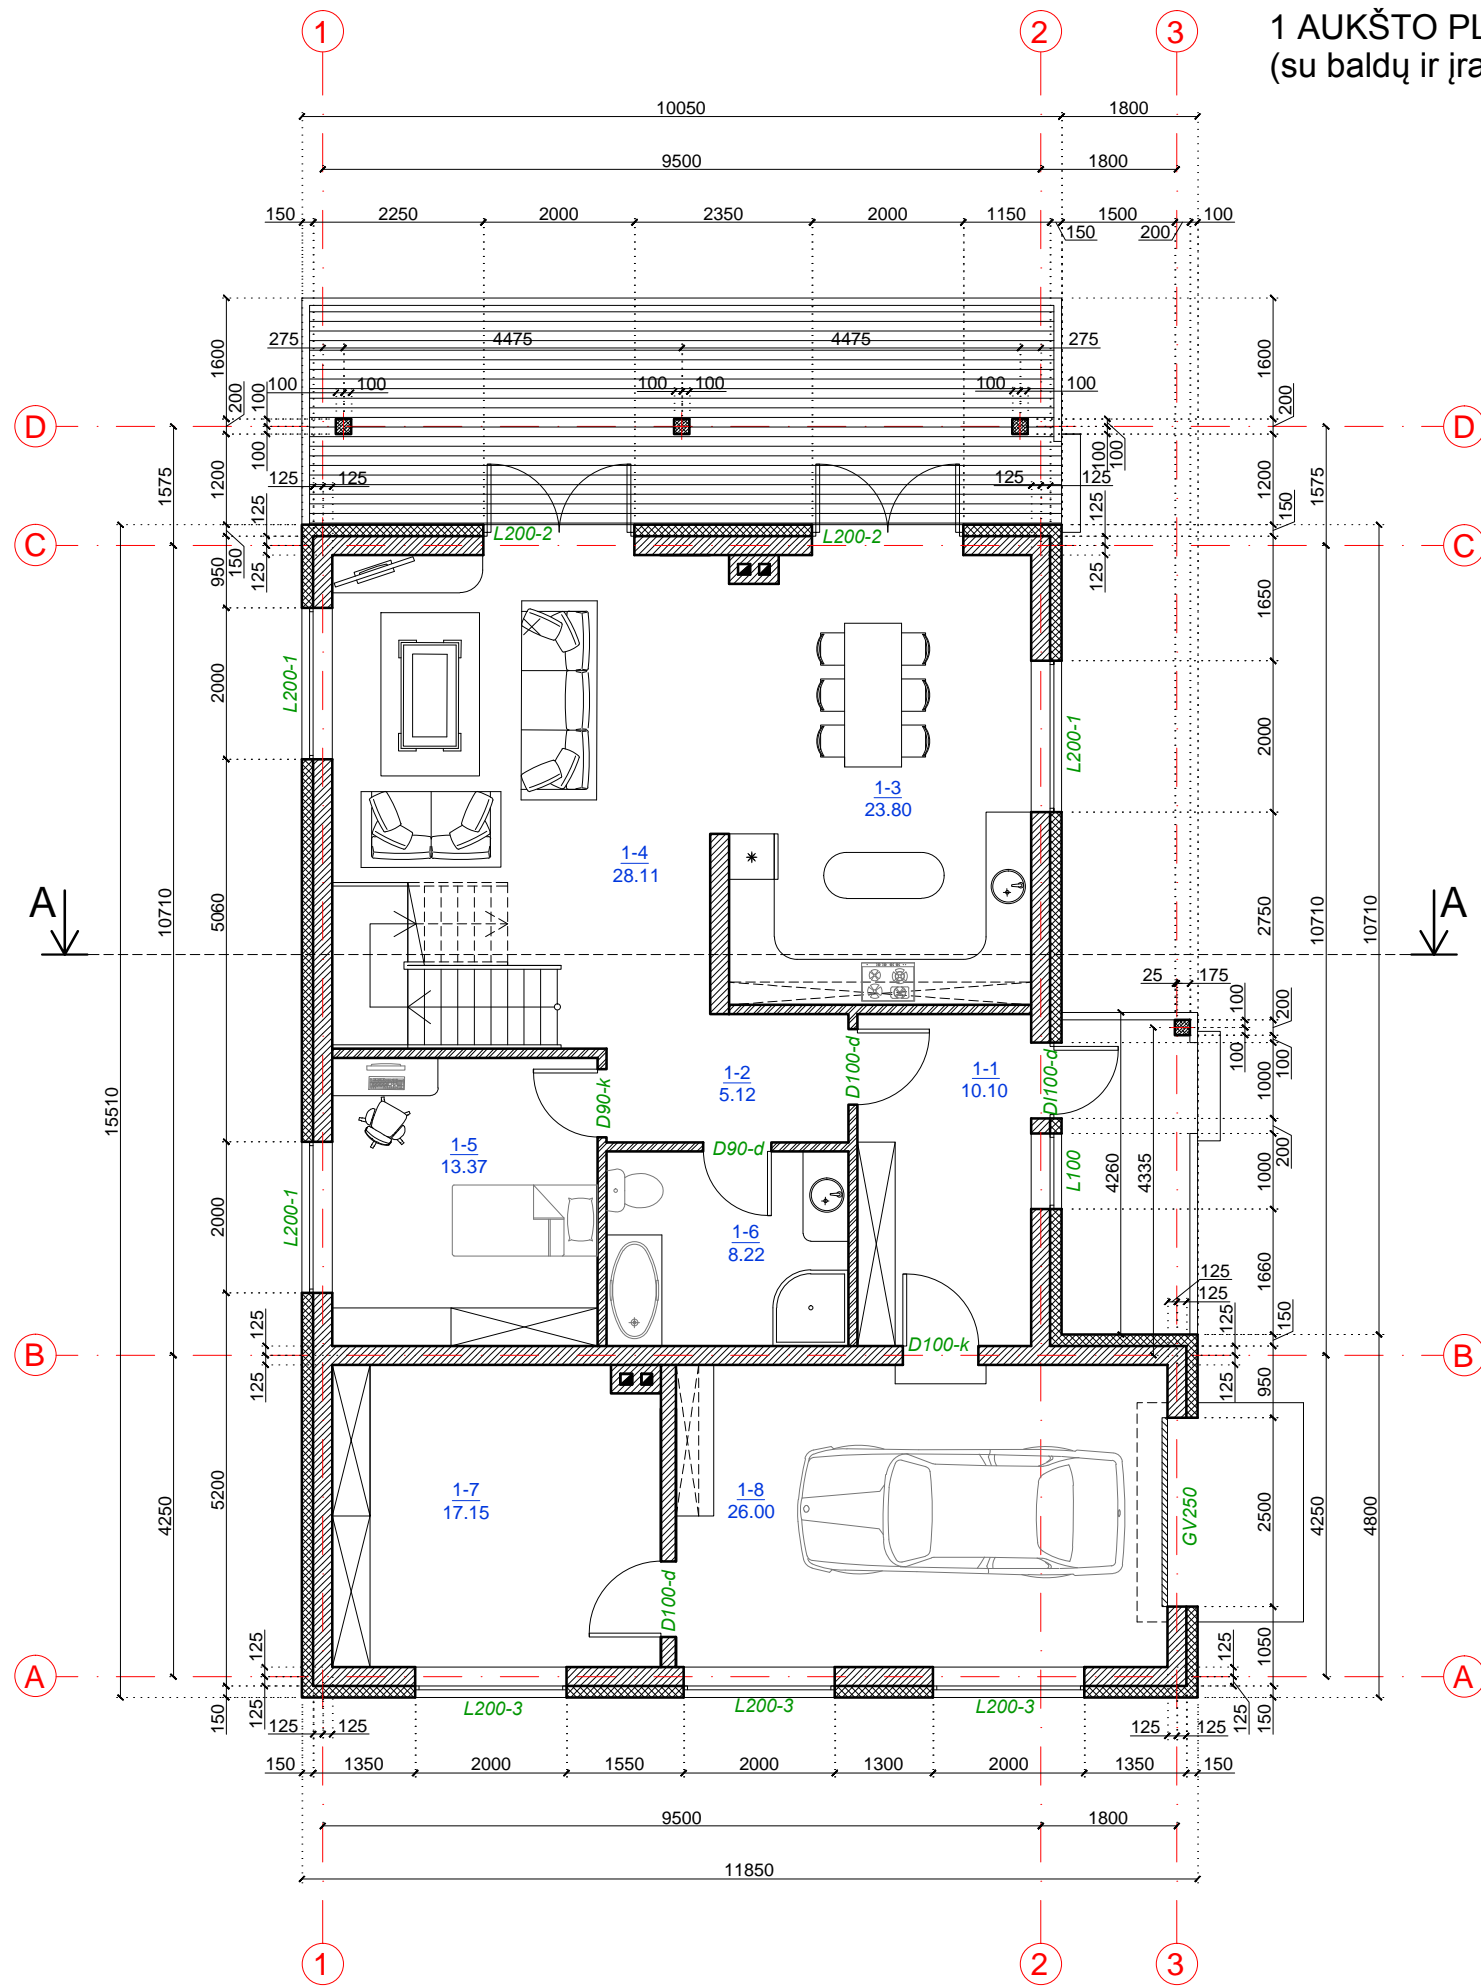 1 2 3
1 AUKŠTO PL
(su baldų ir įra
10050 1800
9500 1800
150 2250 2000 2350 2000 1150 1500 100
150 200
275 4475 4475 275
100 100 100 100 100 100
1600 200 100 1600 200
D D
100 100 100
1200 125 125 125 125 1200
1575 125 125 150 1575
L200-2 L200-2
C C
950 150 125 125
1650
2000 L200-1 L200-1 2000
1-3
23.80
1-4
28.11
A A
10710 5060 2750 10710 10710
25 175
100 200
100 100
15510
1-2
5.12
D100-d
1-1
10.10
DI100-d 1000
D90-k
D90-d
1-5
13.37
4260 4335 200
L100 1000
2000 L200-1
1-6
8.22
1660
125
125
125 125 150
D100-k
B B
125 125 950
1-7
17.15
1-8
26.00
4250 5200 GV250 2500 4250 4800
D100-d
125 125 1050
A A
150 125 125 150
L200-3 L200-3 L200-3
125 125 125 125
150 1350 2000 1550 2000 1300 2000 1350 150
9500 1800
11850
1 2 3